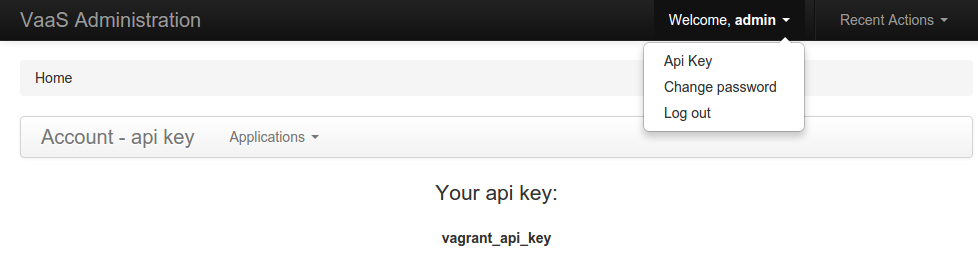 VaaS Administration Welcome, admin Recent Actions
Api Key
Change password
Log out
Home
Account - api key Applications
Your api key:
vagrant_api_key